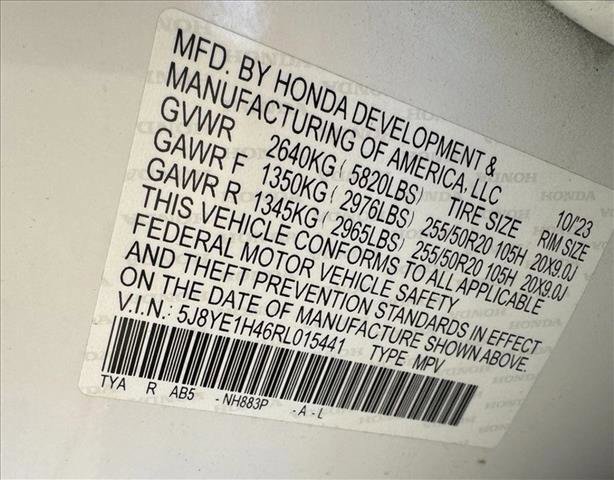 MFD. BY HONDA DEVELOPMENT &
MANUFACTURING OF AMERICA, LLC 10/'23
GVWR 2640KG ( 5820LBS) TIRE SIZE RIM SIZE
GAWR F 1350KG ( 2976LBS) 255/50R20 105H 20X9.0J
GAWR R 1345KG ( 2965LBS) 255/50R20 105H 20X9.0J
THIS VEHICLE CONFORMS TO ALL APPLICABLE
FEDERAL MOTOR VEHICLE SAFETY
AND THEFT PREVENTION STANDARDS IN EFFECT
ON THE DATE OF MANUFACTURE SHOWN ABOVE.
V.I.N.: 5J8YE1H46RL015441 TYPE MPV
TYA R AB5 - NH883P - A - L